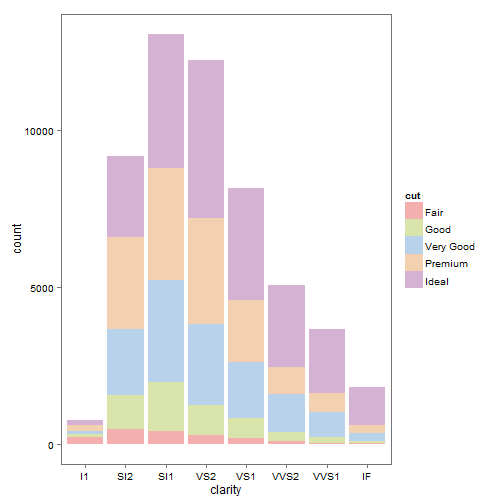 10000
5000
0
count
I1 SI2 SI1 VS2 VS1 VVS2 VVS1 IF
clarity
cut
Fair
Good
Very Good
Premium
Ideal